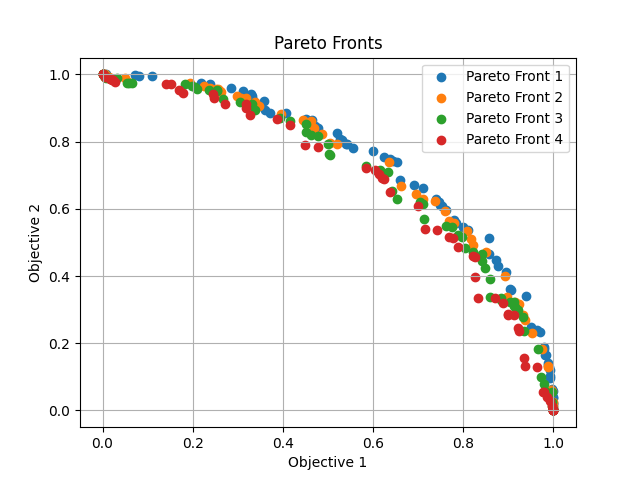 Pareto Fronts
1.0
0.8
0.6
0.4
0.2
0.0
Objective 2
Pareto Front 1
Pareto Front 2
Pareto Front 3
Pareto Front 4
0.0 0.2 0.4 0.6 0.8 1.0
Objective 1